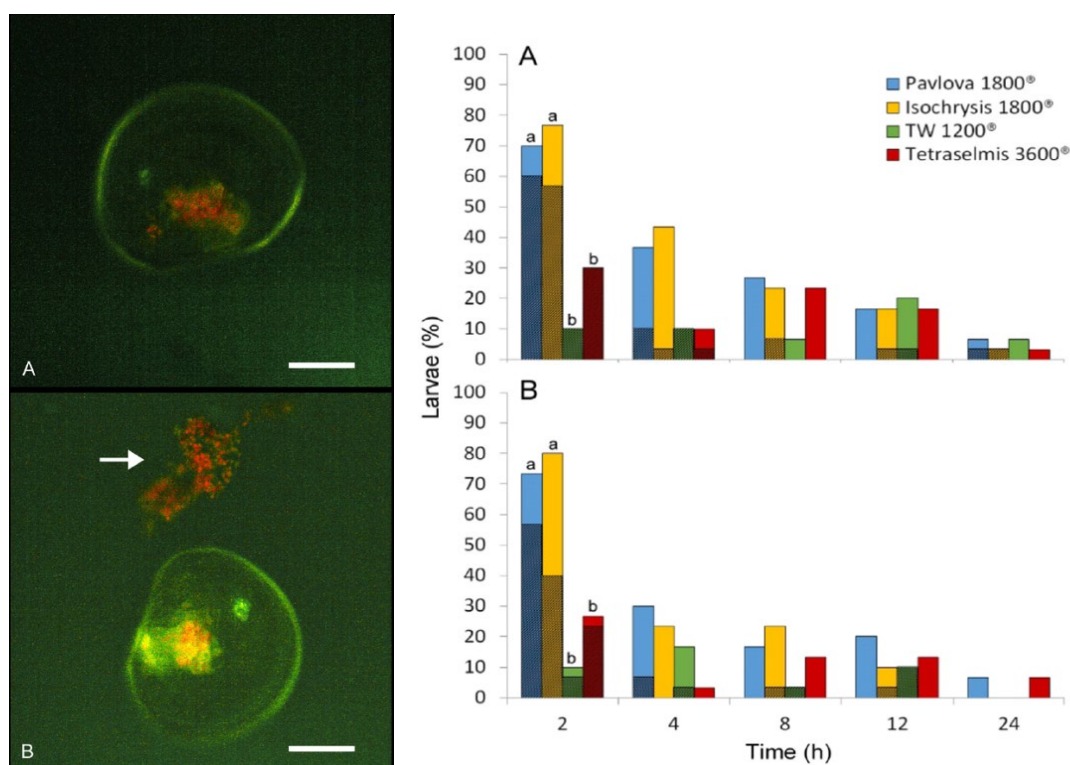 A
B
A
Pavlova 1800®
Isochrysis 1800®
TW 1200®
Tetraselmis 3600®
100
90
80
70
60
50
40
30
20
10
0
a
a
b
b
Larvae (%)
B
100
90
80
70
60
50
40
30
20
10
0
a
a
b
b
2 4 8 12 24
Time (h)